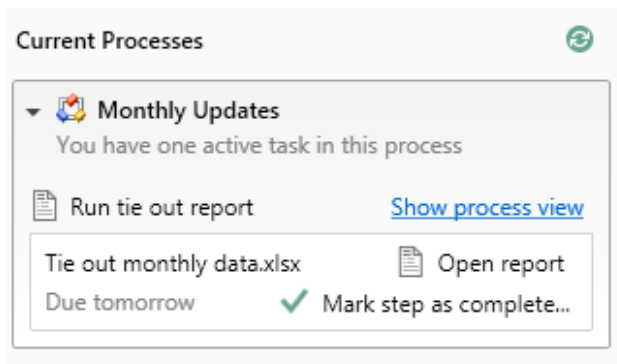 Current Processes
Monthly Updates
You have one active task in this process
Run tie out report Show process view
Tie out monthly data.xlsx Open report
Due tomorrow Mark step as complete...